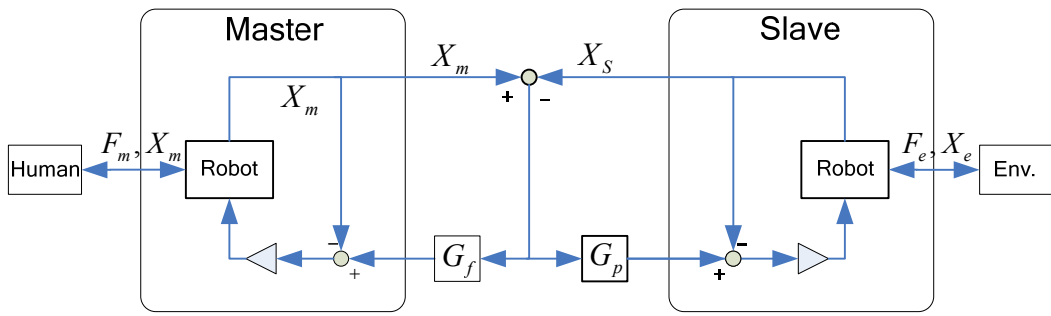 Master
Slave
X_m
X_S
+
−
X_m
F_m, X_m
F_e, X_e
Human
Robot
Robot
Env.
−
+
G_f
G_p
−
+